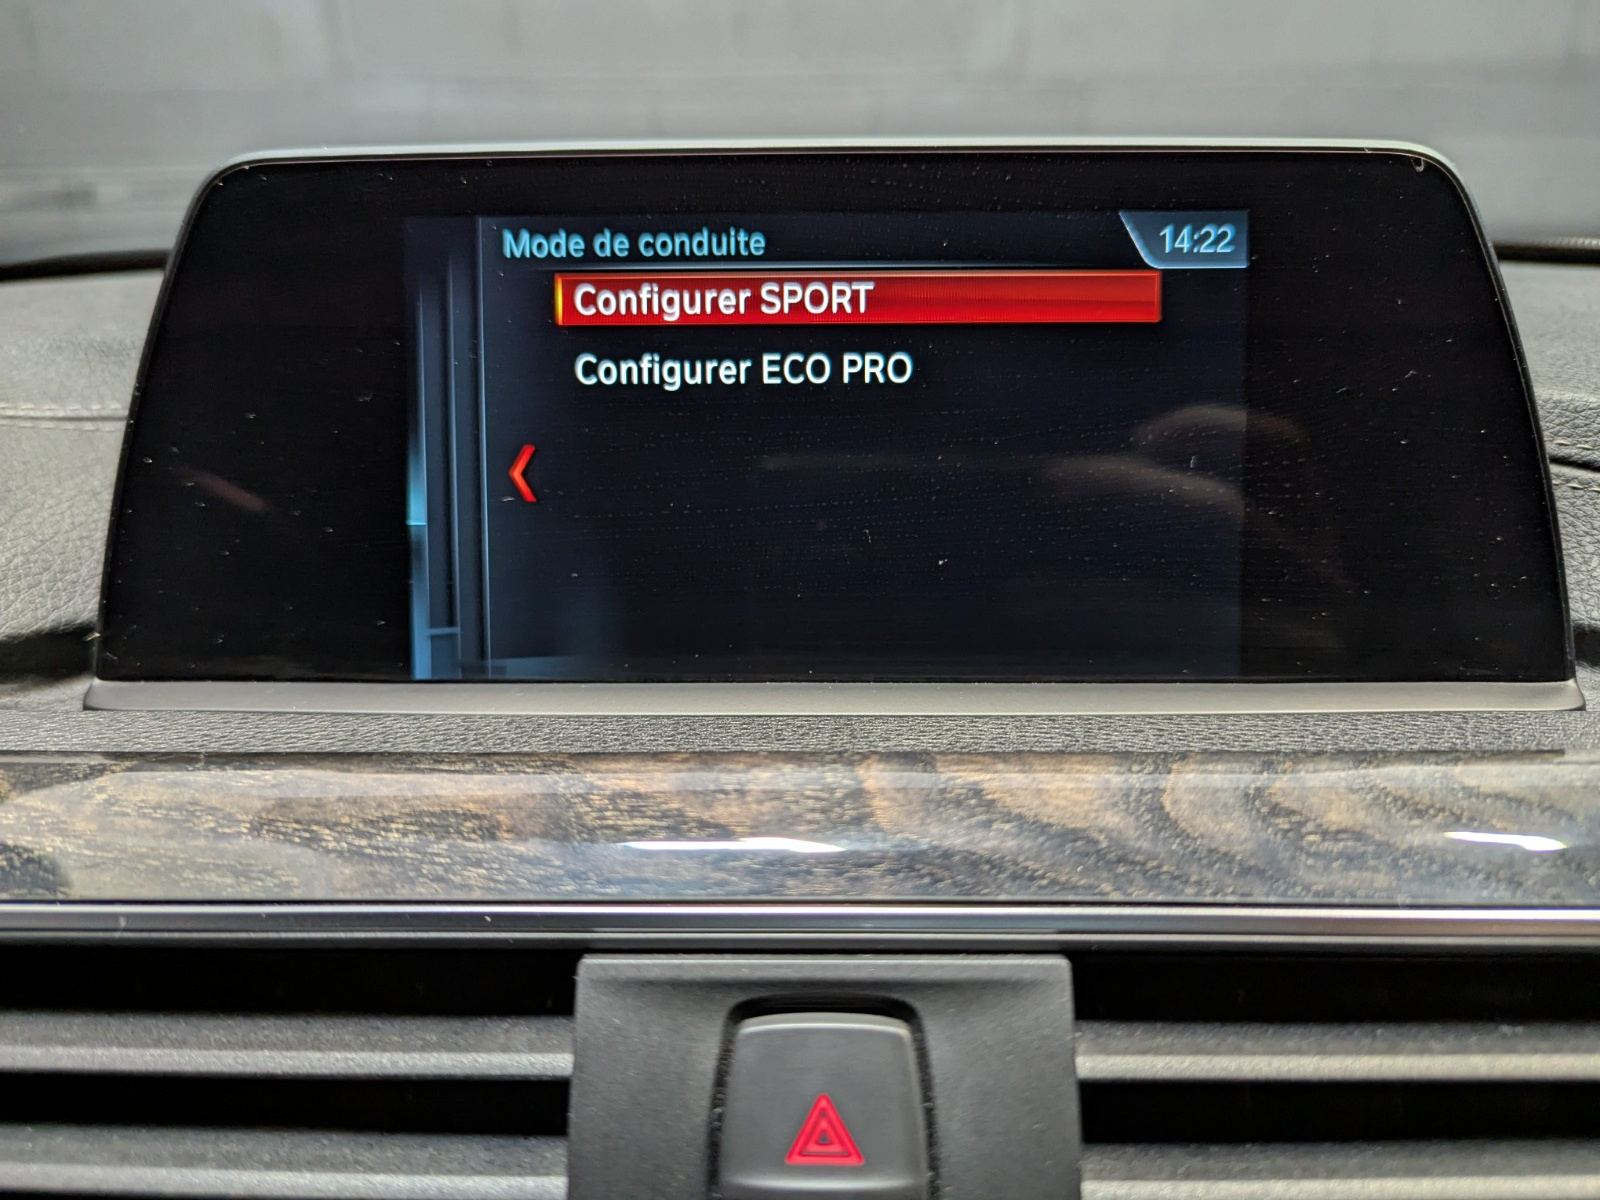 Mode de conduite
14:22
Configurer SPORT
Configurer ECO PRO